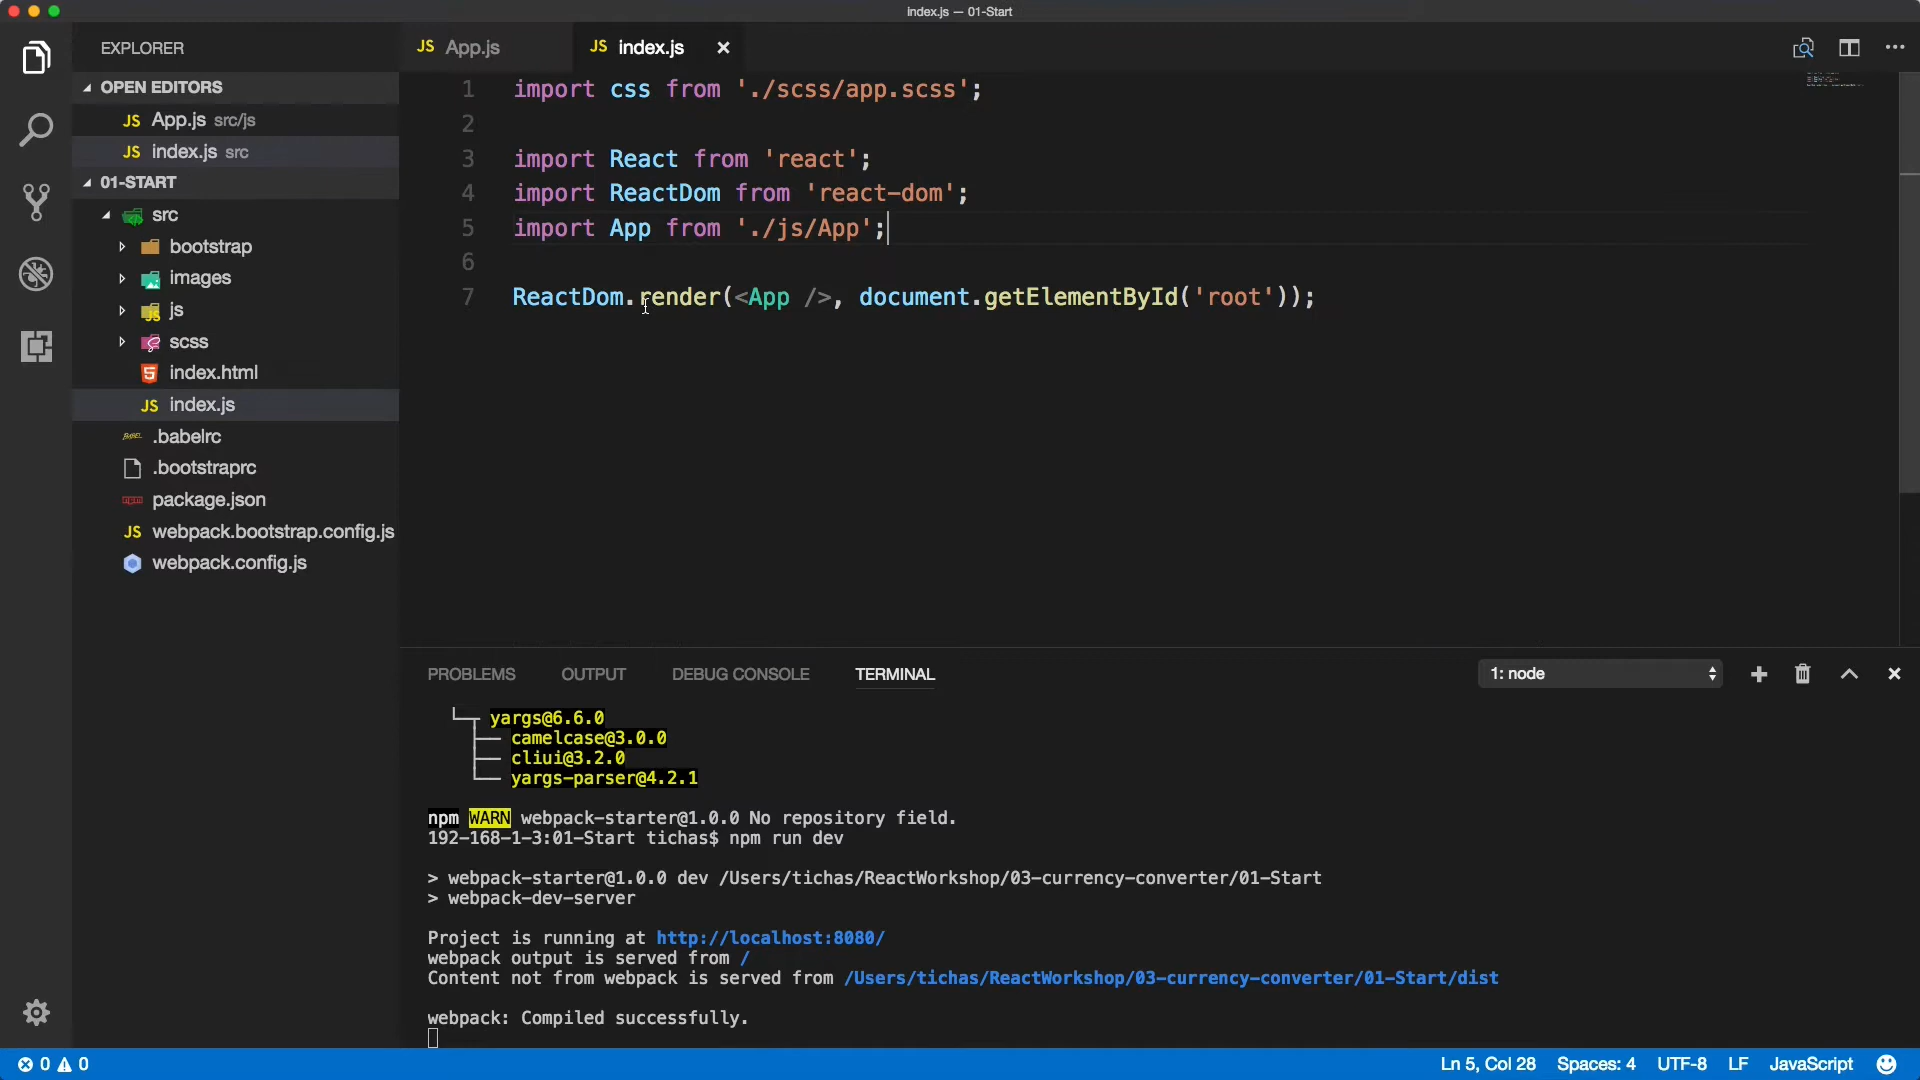 index.js — 01-Start
EXPLORER
OPEN EDITORS
JS App.js src/js
JS index.js src
01-START
src
bootstrap
images
js
scss
index.html
JS index.js
.babelrc
.bootstraprc
package.json
JS webpack.bootstrap.config.js
webpack.config.js
JS App.js
JS index.js
1 import css from './scss/app.scss';
2
3 import React from 'react';
4 import ReactDom from 'react-dom';
5 import App from './js/App';
6
7 ReactDom.render(<App />, document.getElementById('root'));
PROBLEMS OUTPUT DEBUG CONSOLE TERMINAL 1: node
yargs@6.6.0
camelcase@3.0.0
cliui@3.2.0
yargs-parser@4.2.1
npm WARN webpack-starter@1.0.0 No repository field.
192-168-1-3:01-Start tichas$ npm run dev
> webpack-starter@1.0.0 dev /Users/tichas/ReactWorkshop/03-currency-converter/01-Start
> webpack-dev-server
Project is running at http://localhost:8080/
webpack output is served from /
Content not from webpack is served from /Users/tichas/ReactWorkshop/03-currency-converter/01-Start/dist
webpack: Compiled successfully.
0 0 Ln 5, Col 28 Spaces: 4 UTF-8 LF JavaScript